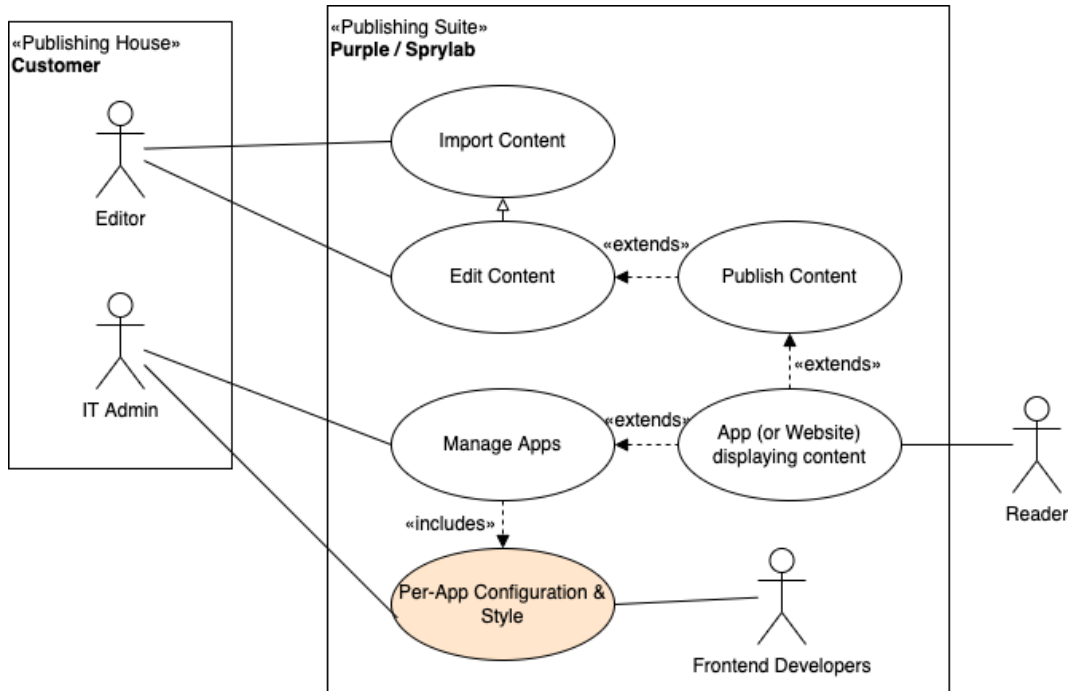 «Publishing House»
Customer
Editor
IT Admin
«Publishing Suite»
Purple / Sprylab
Import Content
Edit Content
«extends»
Publish Content
«extends»
Manage Apps
«extends»
App (or Website)
displaying content
Reader
«includes»
Per-App Configuration &
Style
Frontend Developers